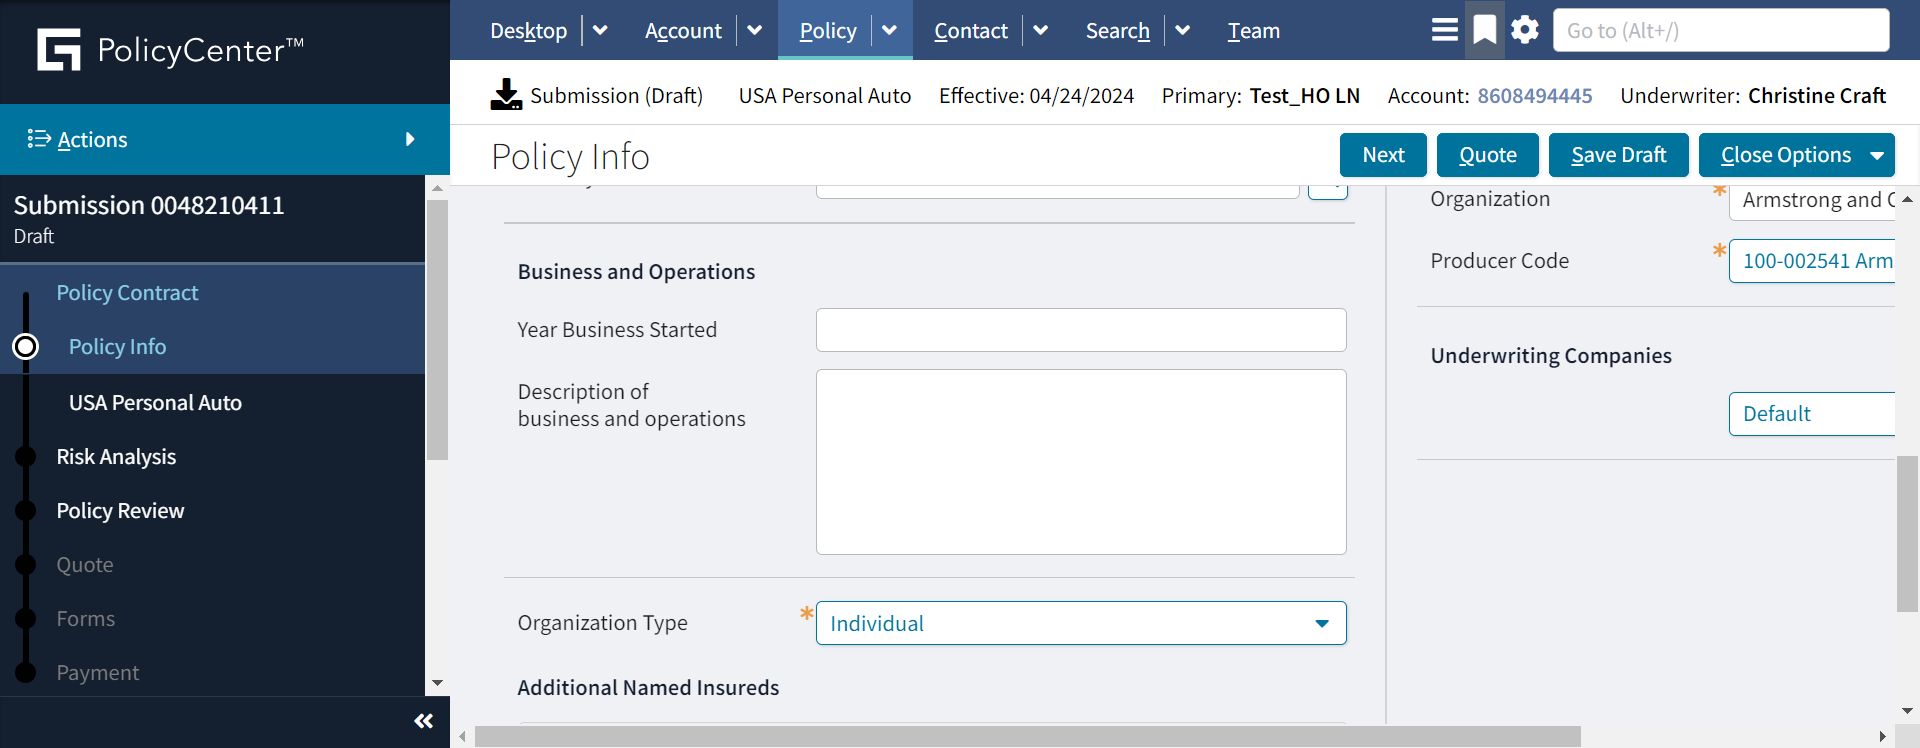 PolicyCenter™
Desktop
Account
Policy
Contact
Search
Team
Go to (Alt+/)
Submission (Draft) USA Personal Auto Effective: 04/24/2024 Primary: Test_HO LN Account: 8608494445 Underwriter: Christine Craft
Actions
Policy Info
Next
Quote
Save Draft
Close Options
Submission 0048210411
Draft
Policy Contract
Policy Info
USA Personal Auto
Risk Analysis
Policy Review
Quote
Forms
Payment
Business and Operations
Year Business Started
Description of
business and operations
Organization Type * Individual
Additional Named Insureds
Organization * Armstrong and
Producer Code * 100-002541 Arm
Underwriting Companies
Default